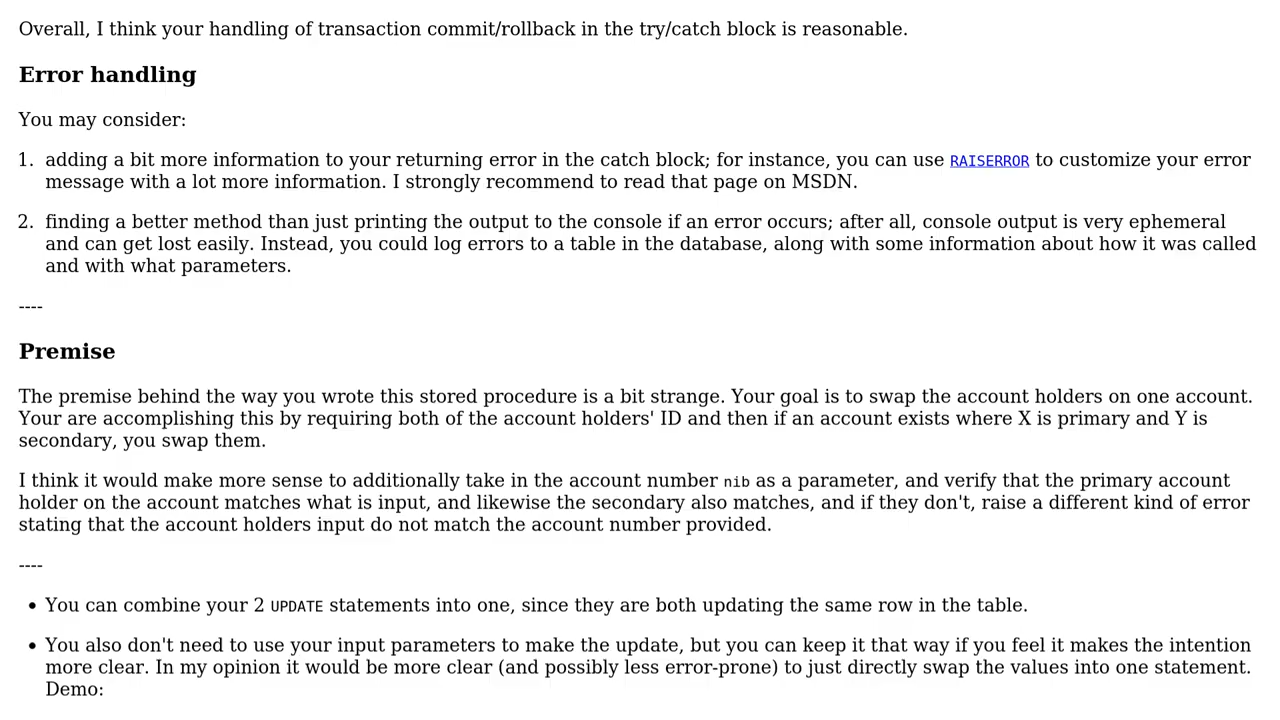 Overall, I think your handling of transaction commit/rollback in the try/catch block is reasonable.
Error handling
You may consider:
1. adding a bit more information to your returning error in the catch block; for instance, you can use RAISERROR to customize your error
message with a lot more information. I strongly recommend to read that page on MSDN.
2. finding a better method than just printing the output to the console if an error occurs; after all, console output is very ephemeral
and can get lost easily. Instead, you could log errors to a table in the database, along with some information about how it was called
and with what parameters.
----
Premise
The premise behind the way you wrote this stored procedure is a bit strange. Your goal is to swap the account holders on one account.
Your are accomplishing this by requiring both of the account holders' ID and then if an account exists where X is primary and Y is
secondary, you swap them.
I think it would make more sense to additionally take in the account number nib as a parameter, and verify that the primary account
holder on the account matches what is input, and likewise the secondary also matches, and if they don't, raise a different kind of error
stating that the account holders input do not match the account number provided.
----
• You can combine your 2 UPDATE statements into one, since they are both updating the same row in the table.
• You also don't need to use your input parameters to make the update, but you can keep it that way if you feel it makes the intention
more clear. In my opinion it would be more clear (and possibly less error-prone) to just directly swap the values into one statement.
Demo: